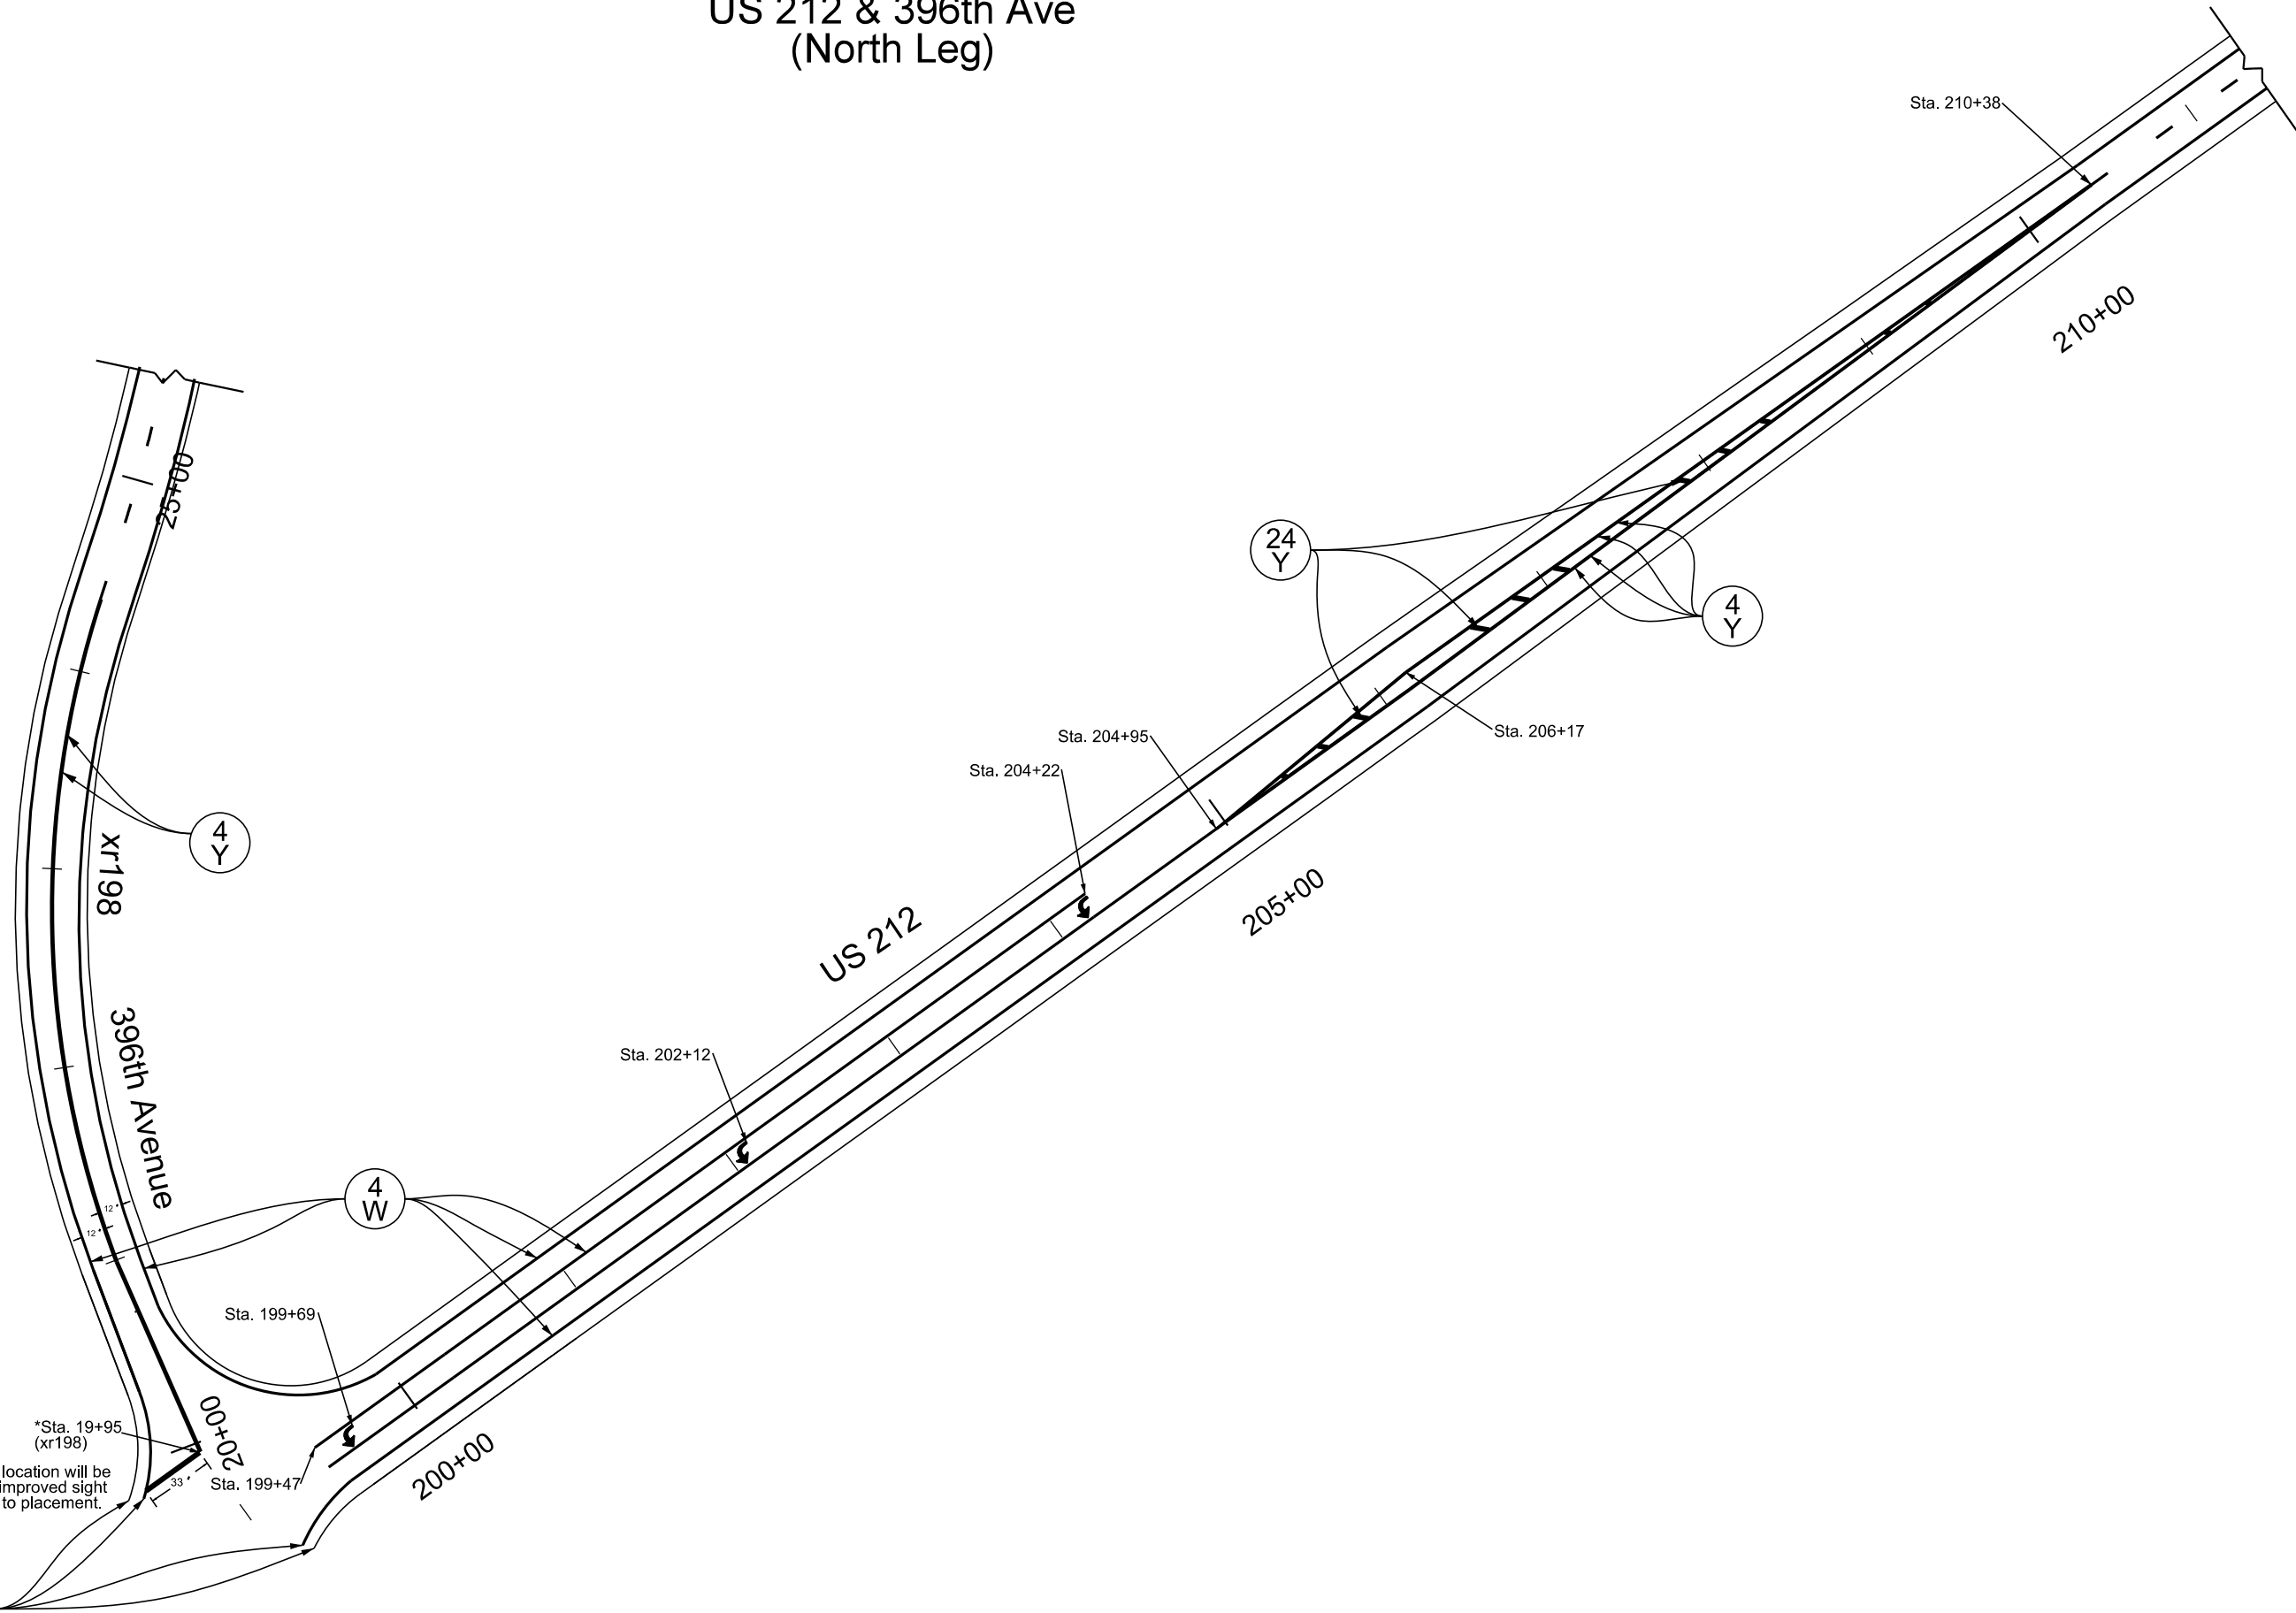 US 212 & 396th Ave
(North Leg)
Sta. 210+38
210+00
25+00
24
Y
4
Y
Sta. 206+17
Sta. 204+95
Sta. 204+22
4
Y
xr198
205+00
US 212
396th Avenue
Sta. 202+12
4
W
12'
12'
Sta. 199+69
20+00
*Sta. 19+95
(xr198)
200+00
location will be
improved sight
to placement.
33'
Sta. 199+47